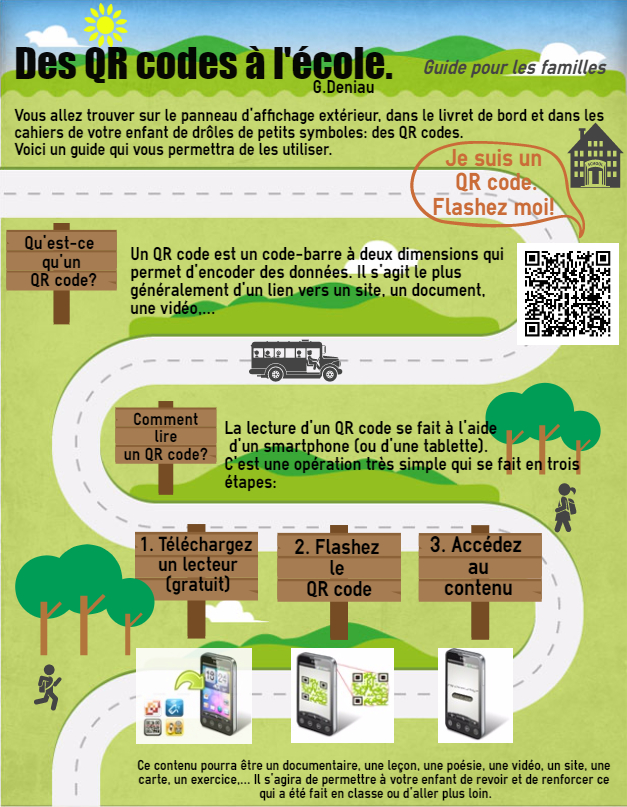 Des QR codes à l'école.
Guide pour les familles
G.Deniau
Vous allez trouver sur le panneau d'affichage extérieur, dans le livret de bord et dans les
cahiers de votre enfant de drôles de petits symboles: des QR codes.
Voici un guide qui vous permettra de les utiliser.
Je suis un
QR code.
Flashez moi!
SCHOOL
Qu'est-ce
qu'un
QR code?
Un QR code est un code-barre à deux dimensions qui
permet d'encoder des données. Il s'agit le plus
généralement d'un lien vers un site, un document,
une vidéo,...
Comment
lire
un QR code?
La lecture d'un QR code se fait à l'aide
d'un smartphone (ou d'une tablette).
C'est une opération très simple qui se fait en trois
étapes:
1. Téléchargez
un lecteur
(gratuit)
2. Flashez
le
QR code
3. Accédez
au
contenu
Ce contenu pourra être un documentaire, une leçon, une poésie, une vidéo, un site, une
carte, un exercice,... Il s'agira de permettre à votre enfant de revoir et de renforcer ce
qui a été fait en classe ou d'aller plus loin.